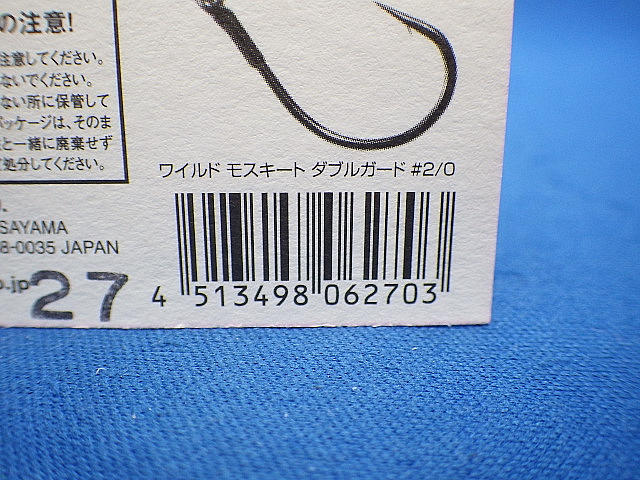 の注意!
注意してください。
ないでください。
ない所に保管して
パッケージは、そのま
と一緒に廃棄せず
処分してください。
ワイルド モスキート ダブルガード #2/0
SAYAMA
8-0035 JAPAN
o.jp
27
4 513498 062703